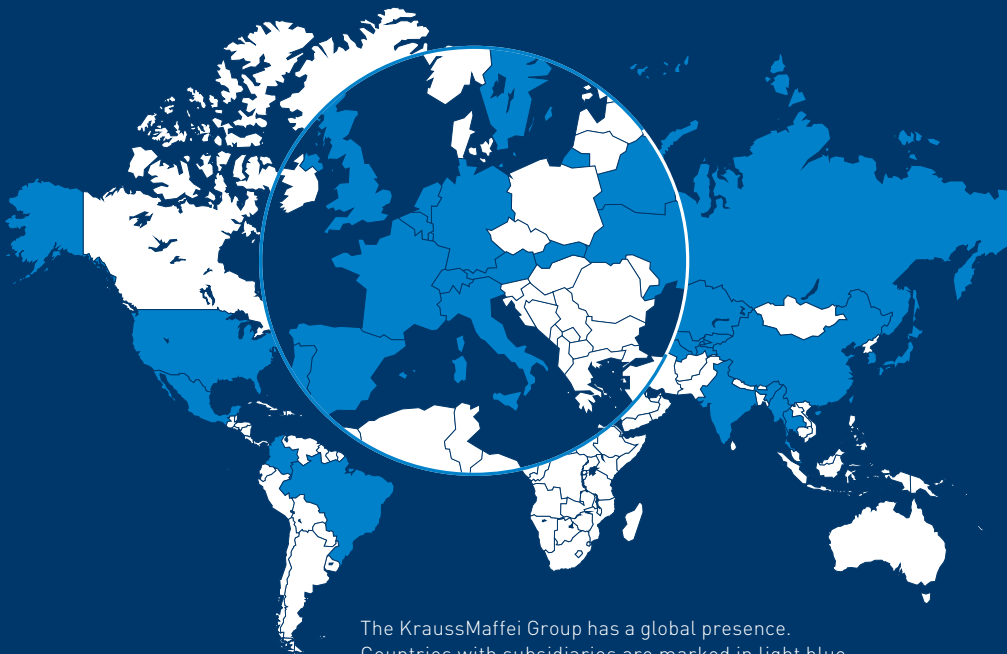 The KraussMaffei Group has a global presence.
Countries with subsidiaries are marked in light blue